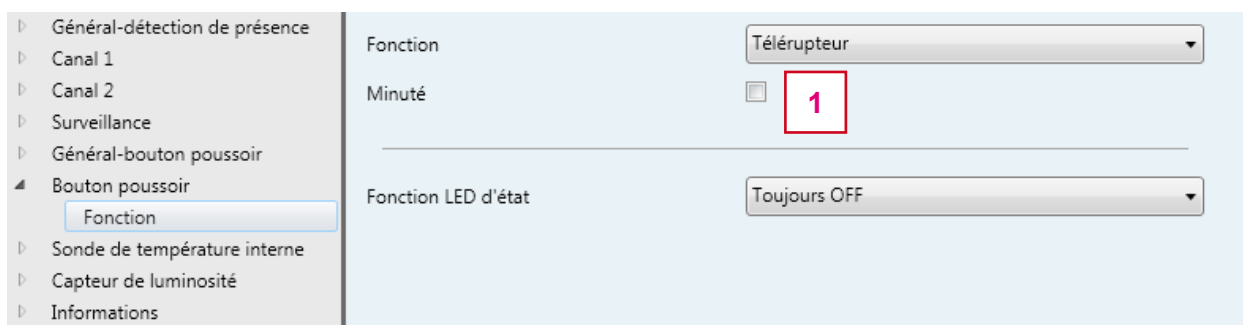 Général-détection de présence
Canal 1
Canal 2
Surveillance
Général-bouton poussoir
Bouton poussoir
Fonction
Sonde de température interne
Capteur de luminosité
Informations
Fonction
Télérupteur
Minuté
1
Fonction LED d'état
Toujours OFF